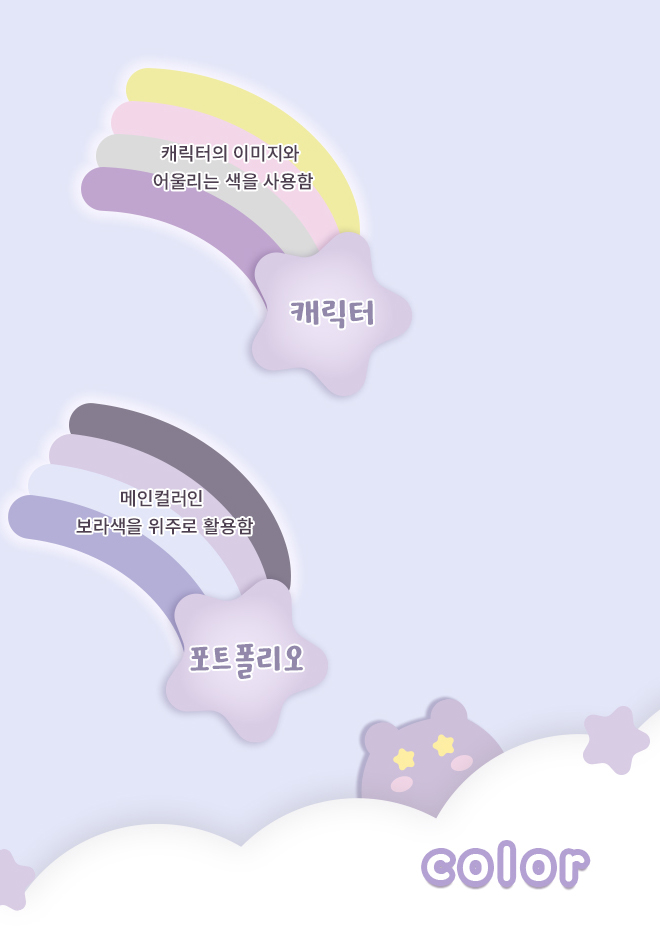 캐릭터의 이미지와
어울리는 색을 사용함
캐릭터
메인컬러인
보라색을 위주로 활용함
포트폴리오
color